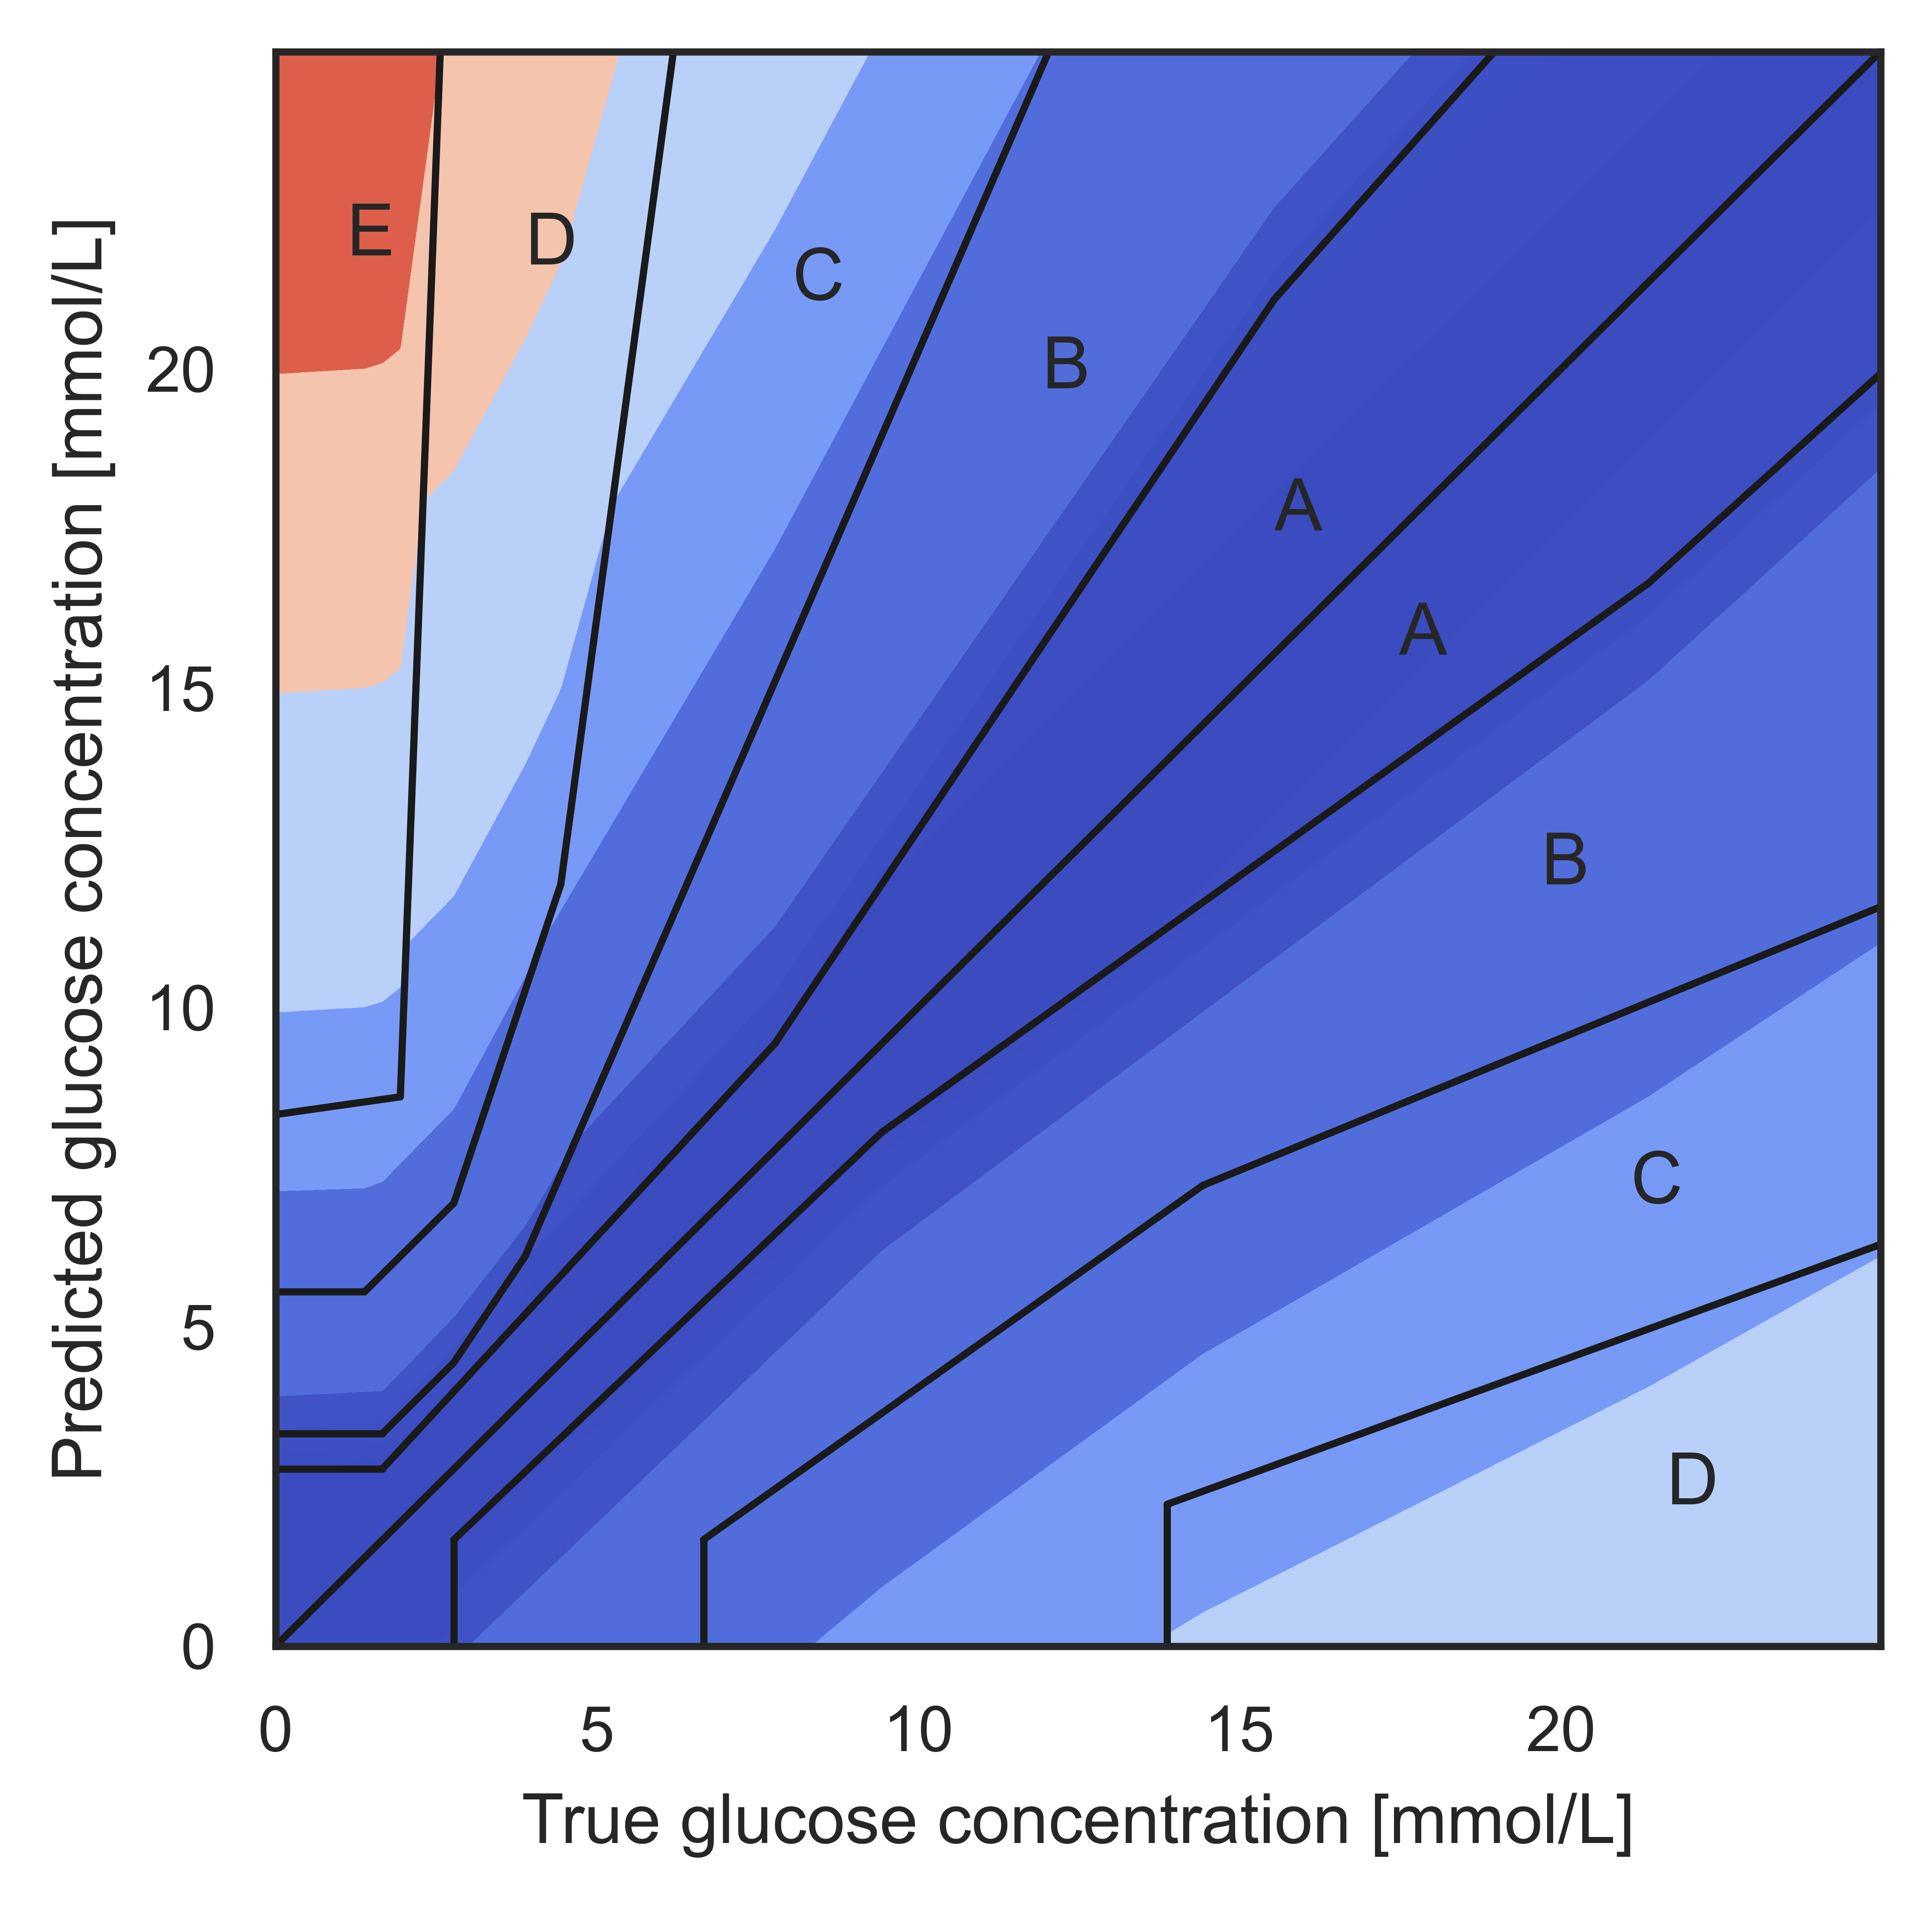 E
D
C
B
A
A
B
C
D
Predicted glucose concentration [mmol/L]
20
15
10
5
0
0 5 10 15 20
True glucose concentration [mmol/L]